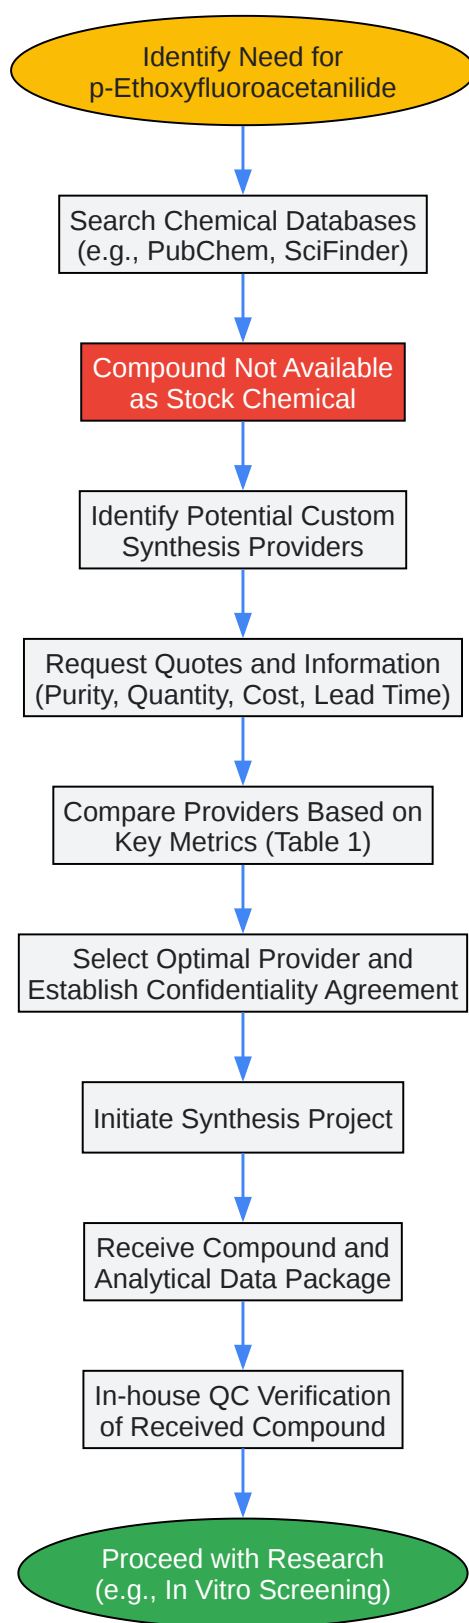 Identify Need for
p-Ethoxyfluoroacetanilide
Search Chemical Databases
(e.g., PubChem, SciFinder)
Compound Not Available
as Stock Chemical
Identify Potential Custom
Synthesis Providers
Request Quotes and Information
(Purity, Quantity, Cost, Lead Time)
Compare Providers Based on
Key Metrics (Table 1)
Select Optimal Provider and
Establish Confidentiality Agreement
Initiate Synthesis Project
Receive Compound and
Analytical Data Package
In-house QC Verification
of Received Compound
Proceed with Research
(e.g., In Vitro Screening)